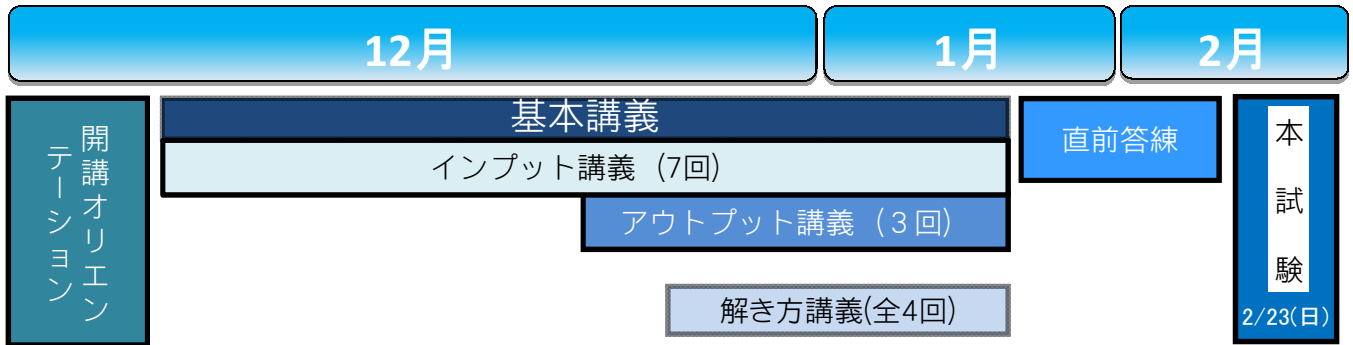 12月
1月
2月
開講オリエン
テーション
基本講義
インプット講義 (7回)
アウトプット講義 (3回)
解き方講義(全4回)
直前答練
本試験
2/23(日)